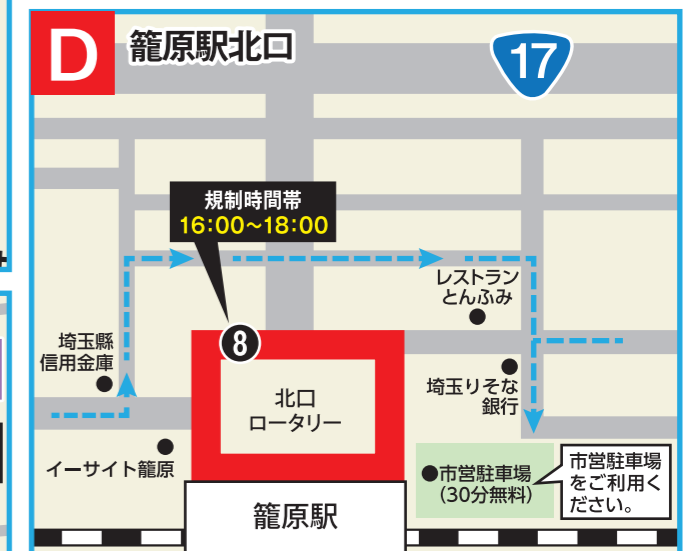 D
籠原駅北口
17
規制時間帯
16:00~18:00
レストラン
とんふみ
8
埼玉縣
信用金庫
埼玉りそな
銀行
北口
ロータリー
イーサイト籠原
●市営駐車場
(30分無料)
市営駐車場
をご利用く
ださい。
籠原駅